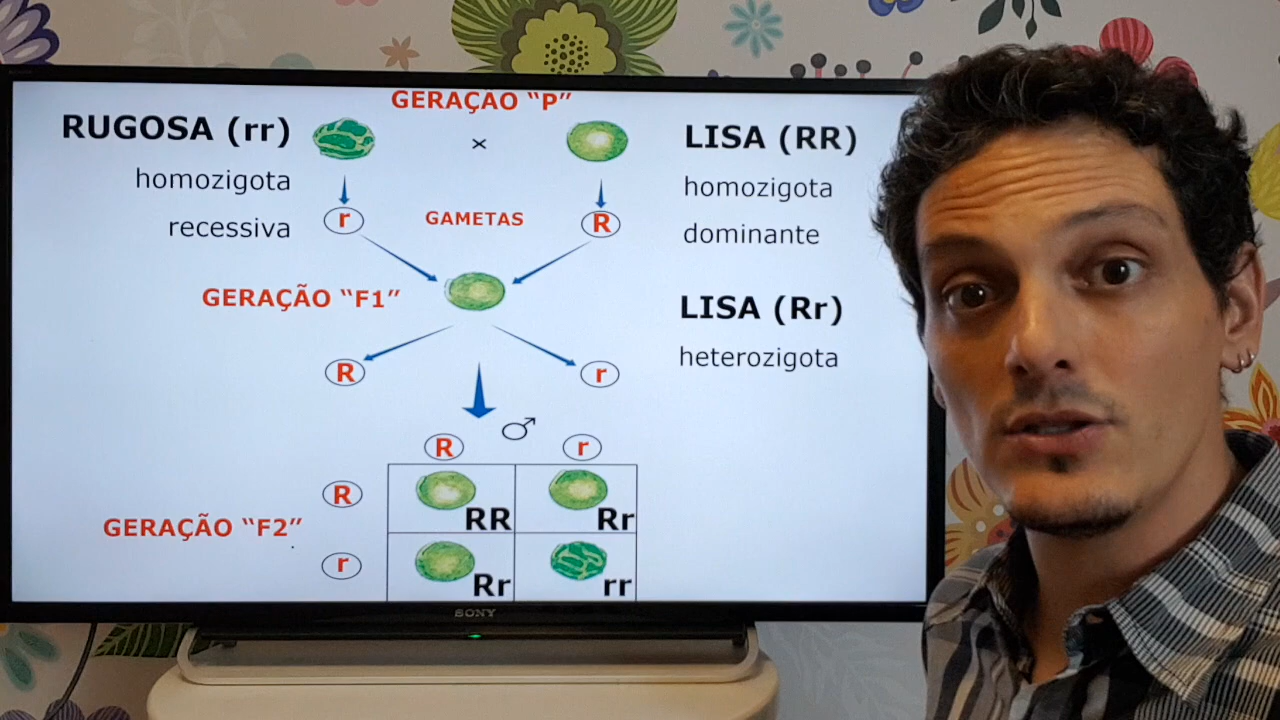 GERAÇÃO “P”
RUGOSA (rr)
x
LISA (RR)
homozigota
homozigota
recessiva
dominante
r
GAMETAS
R
GERAÇÃO “F1”
LISA (Rr)
heterozigota
R
r
♂
R
r
R
RR
Rr
GERAÇÃO “F2”
r
Rr
rr
SONY